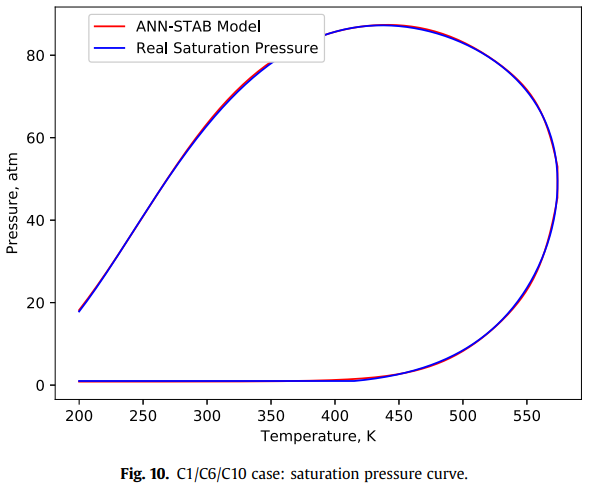 ANN-STAB Model
Real Saturation Pressure
80
60
40
20
0
Pressure, atm
200 250 300 350 400 450 500 550
Temperature, K
Fig. 10. C1/C6/C10 case: saturation pressure curve.